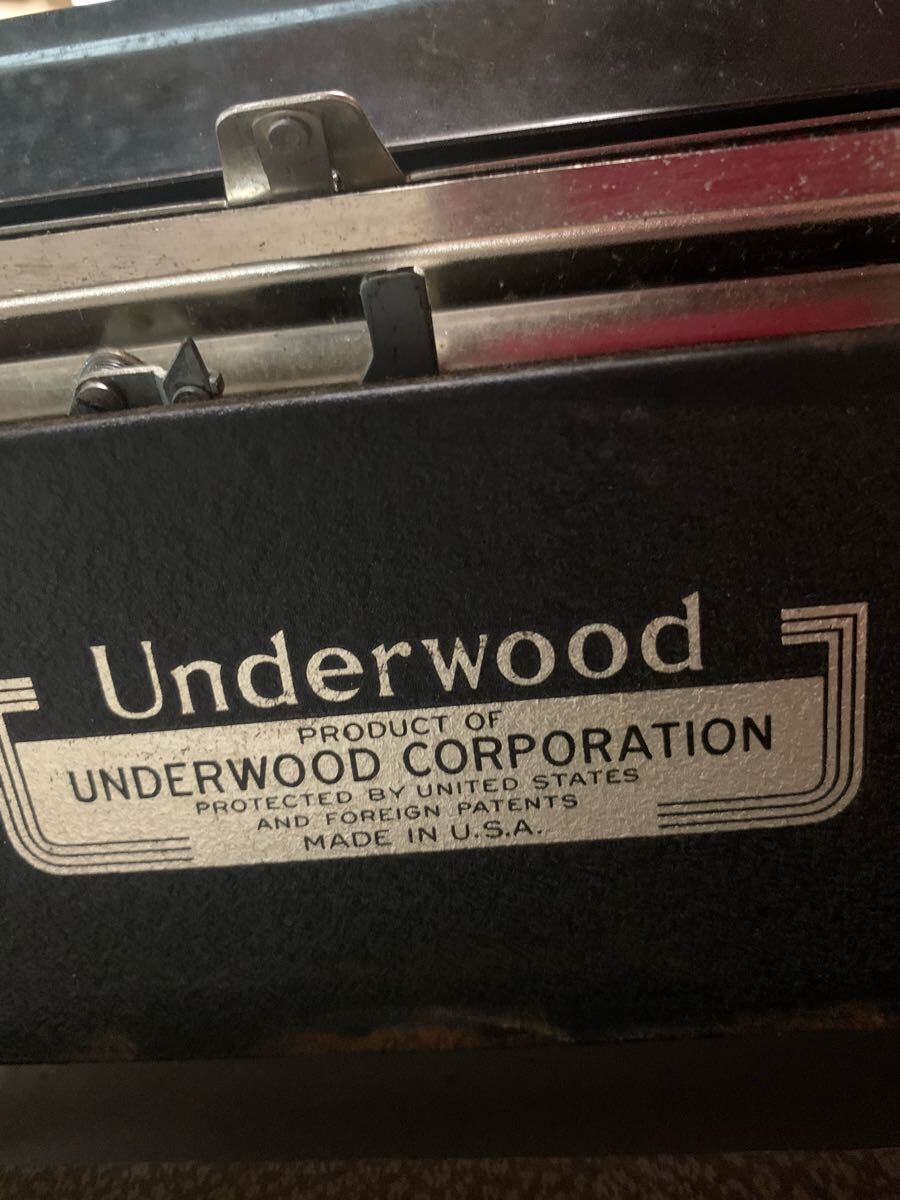 Underwood
PRODUCT OF
UNDERWOOD CORPORATION
PROTECTED BY UNITED STATES
AND FOREIGN PATENTS
MADE IN U.S.A.